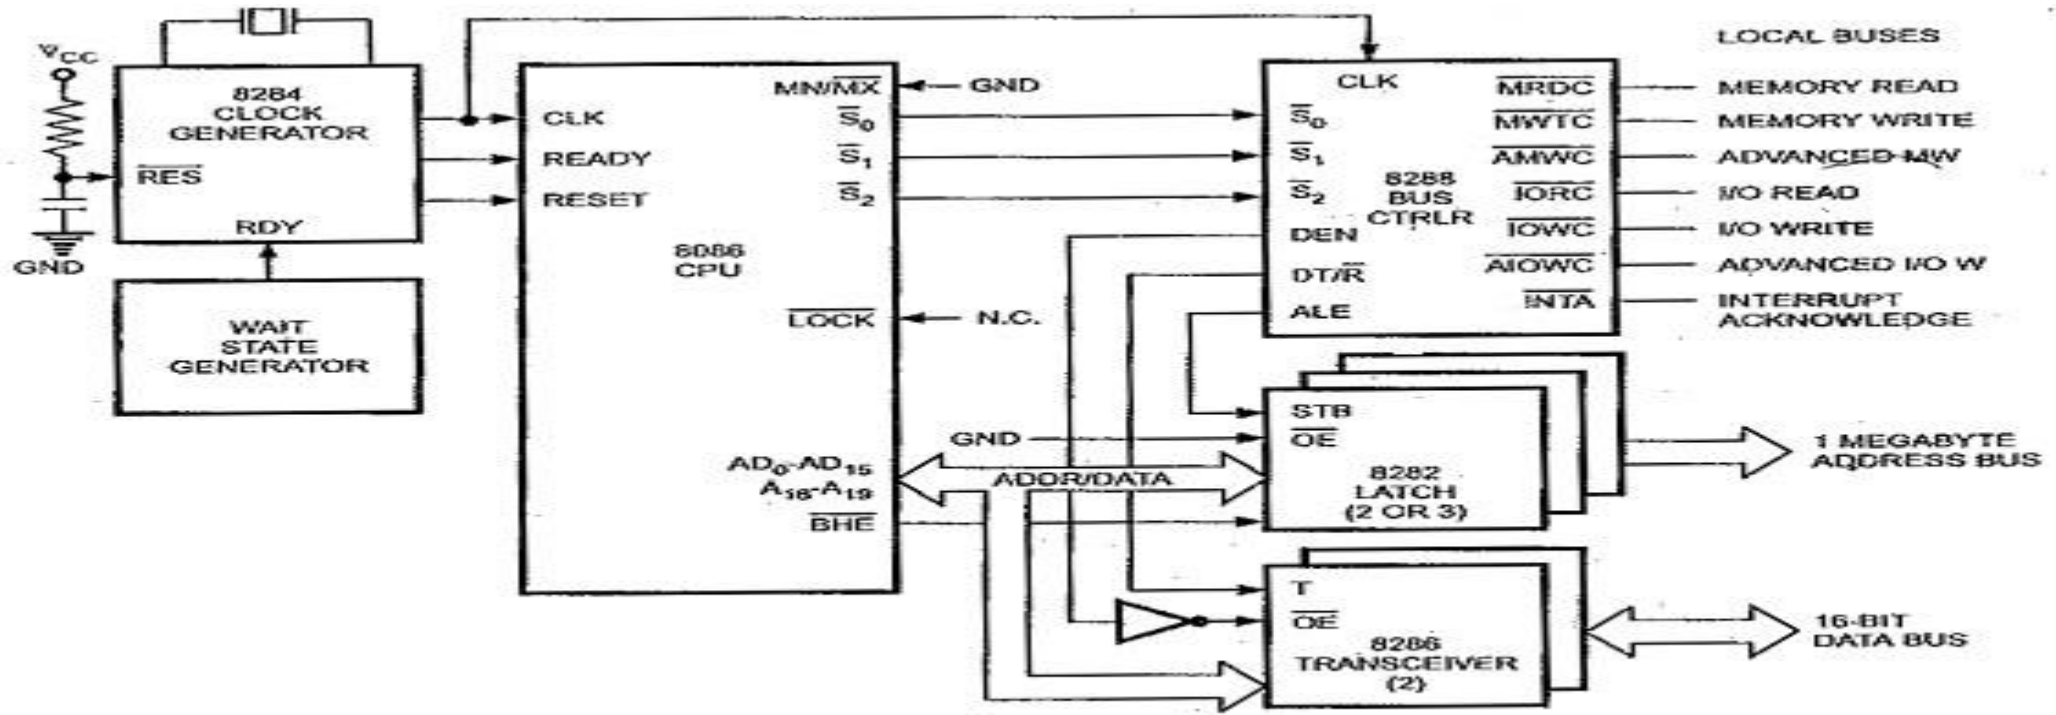 VCC
8284
CLOCK
GENERATOR
RES
RDY
GND
WAIT
STATE
GENERATOR
CLK
READY
RESET
8086
CPU
MN/MX
S0
S1
S2
LOCK
AD0-AD15
A16-A19
BHE
GND
N.C.
GND
ADDR/DATA
CLK
S0
S1
S2
DEN
DT/R
ALE
8288
BUS
CTRLR
MRDC
MWTC
AMWC
IORC
IOWC
AIOWC
INTA
LOCAL BUSES
MEMORY READ
MEMORY WRITE
ADVANCED MW
I/O READ
I/O WRITE
ADVANCED I/O W
INTERRUPT
ACKNOWLEDGE
STB
OE
8282
LATCH
(2 OR 3)
1 MEGABYTE
ADDRESS BUS
T
OE
8286
TRANSCEIVER
(2)
16-BIT
DATA BUS